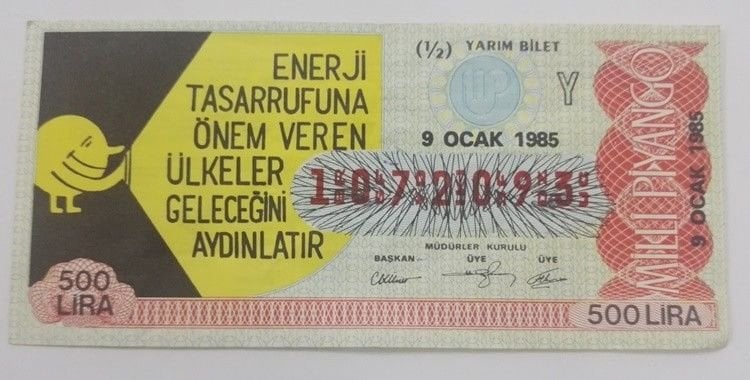 ENERJİ
TASARRUFUNA
ÖNEM VEREN
ÜLKELER
GELECEĞİNİ
AYDINLATIR
500
LİRA
(1/2) YARIM BİLET
Y
9 OCAK 1985
1072093
MÜDÜRLER KURULU
BAŞKAN ÜYE ÜYE
MİLLİ PİYANGO
9 OCAK 1985
500 LİRA